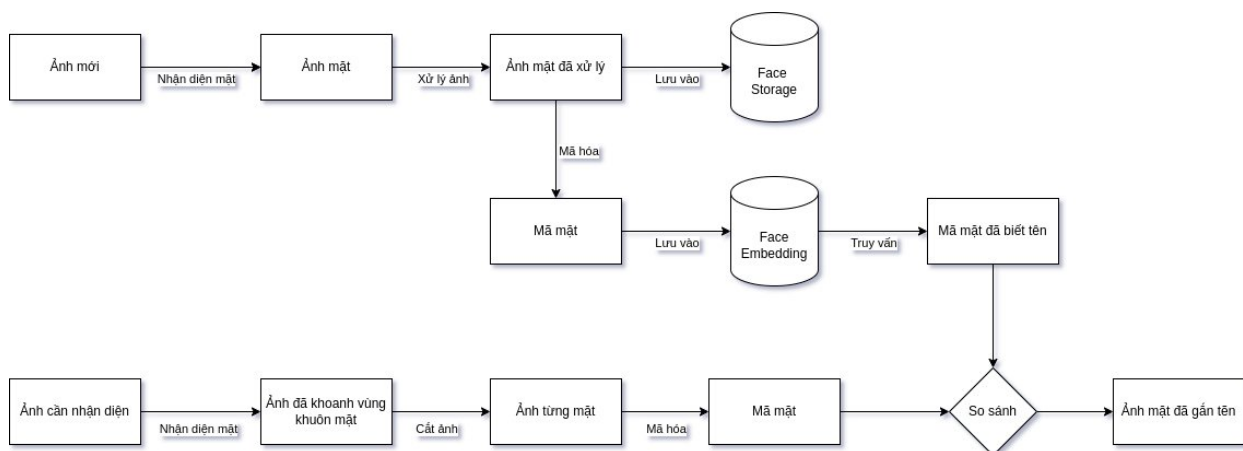 Ảnh mới
Nhận diện mặt
Ảnh mặt
Xử lý ảnh
Ảnh mặt đã xử lý
Lưu vào
Face
Storage
Mã hóa
Mã mặt
Lưu vào
Face
Embedding
Truy vấn
Mã mặt đã biết tên
Ảnh cần nhận diện
Nhận diện mặt
Ảnh đã khoanh vùng
khuôn mặt
Cắt ảnh
Ảnh từng mặt
Mã hóa
Mã mặt
So sánh
Ảnh mặt đã gắn tên